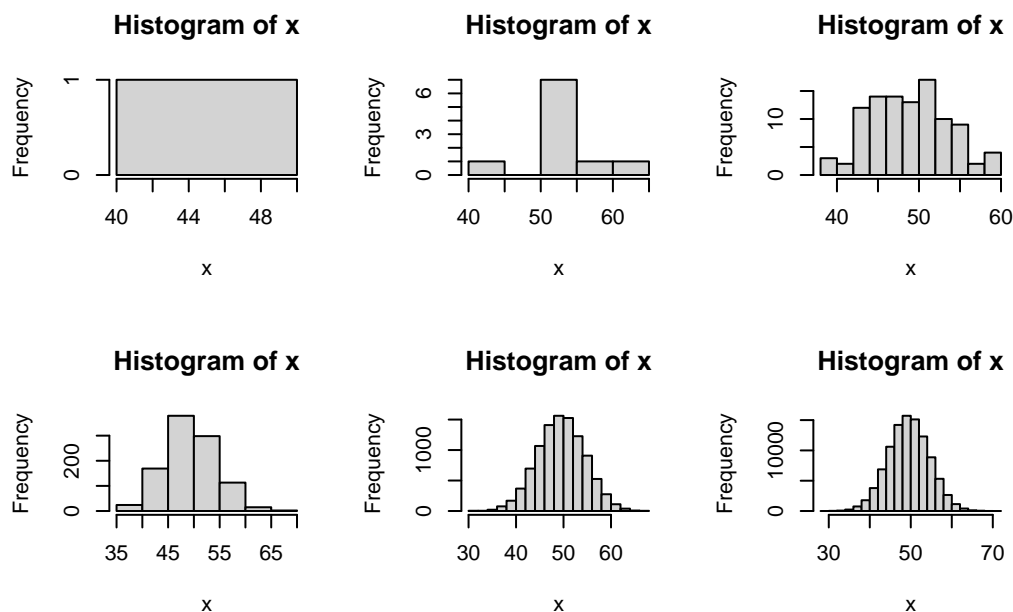 Histogram of x Histogram of x Histogram of x
Frequency
0 1
40 44 48
x
Frequency
0 3 6
40 50 60
x
Frequency
0 10
40 50 60
x
Histogram of x Histogram of x Histogram of x
Frequency
0 200
35 45 55 65
x
Frequency
0 1000
30 40 50 60
x
Frequency
0 10000
30 50 70
x